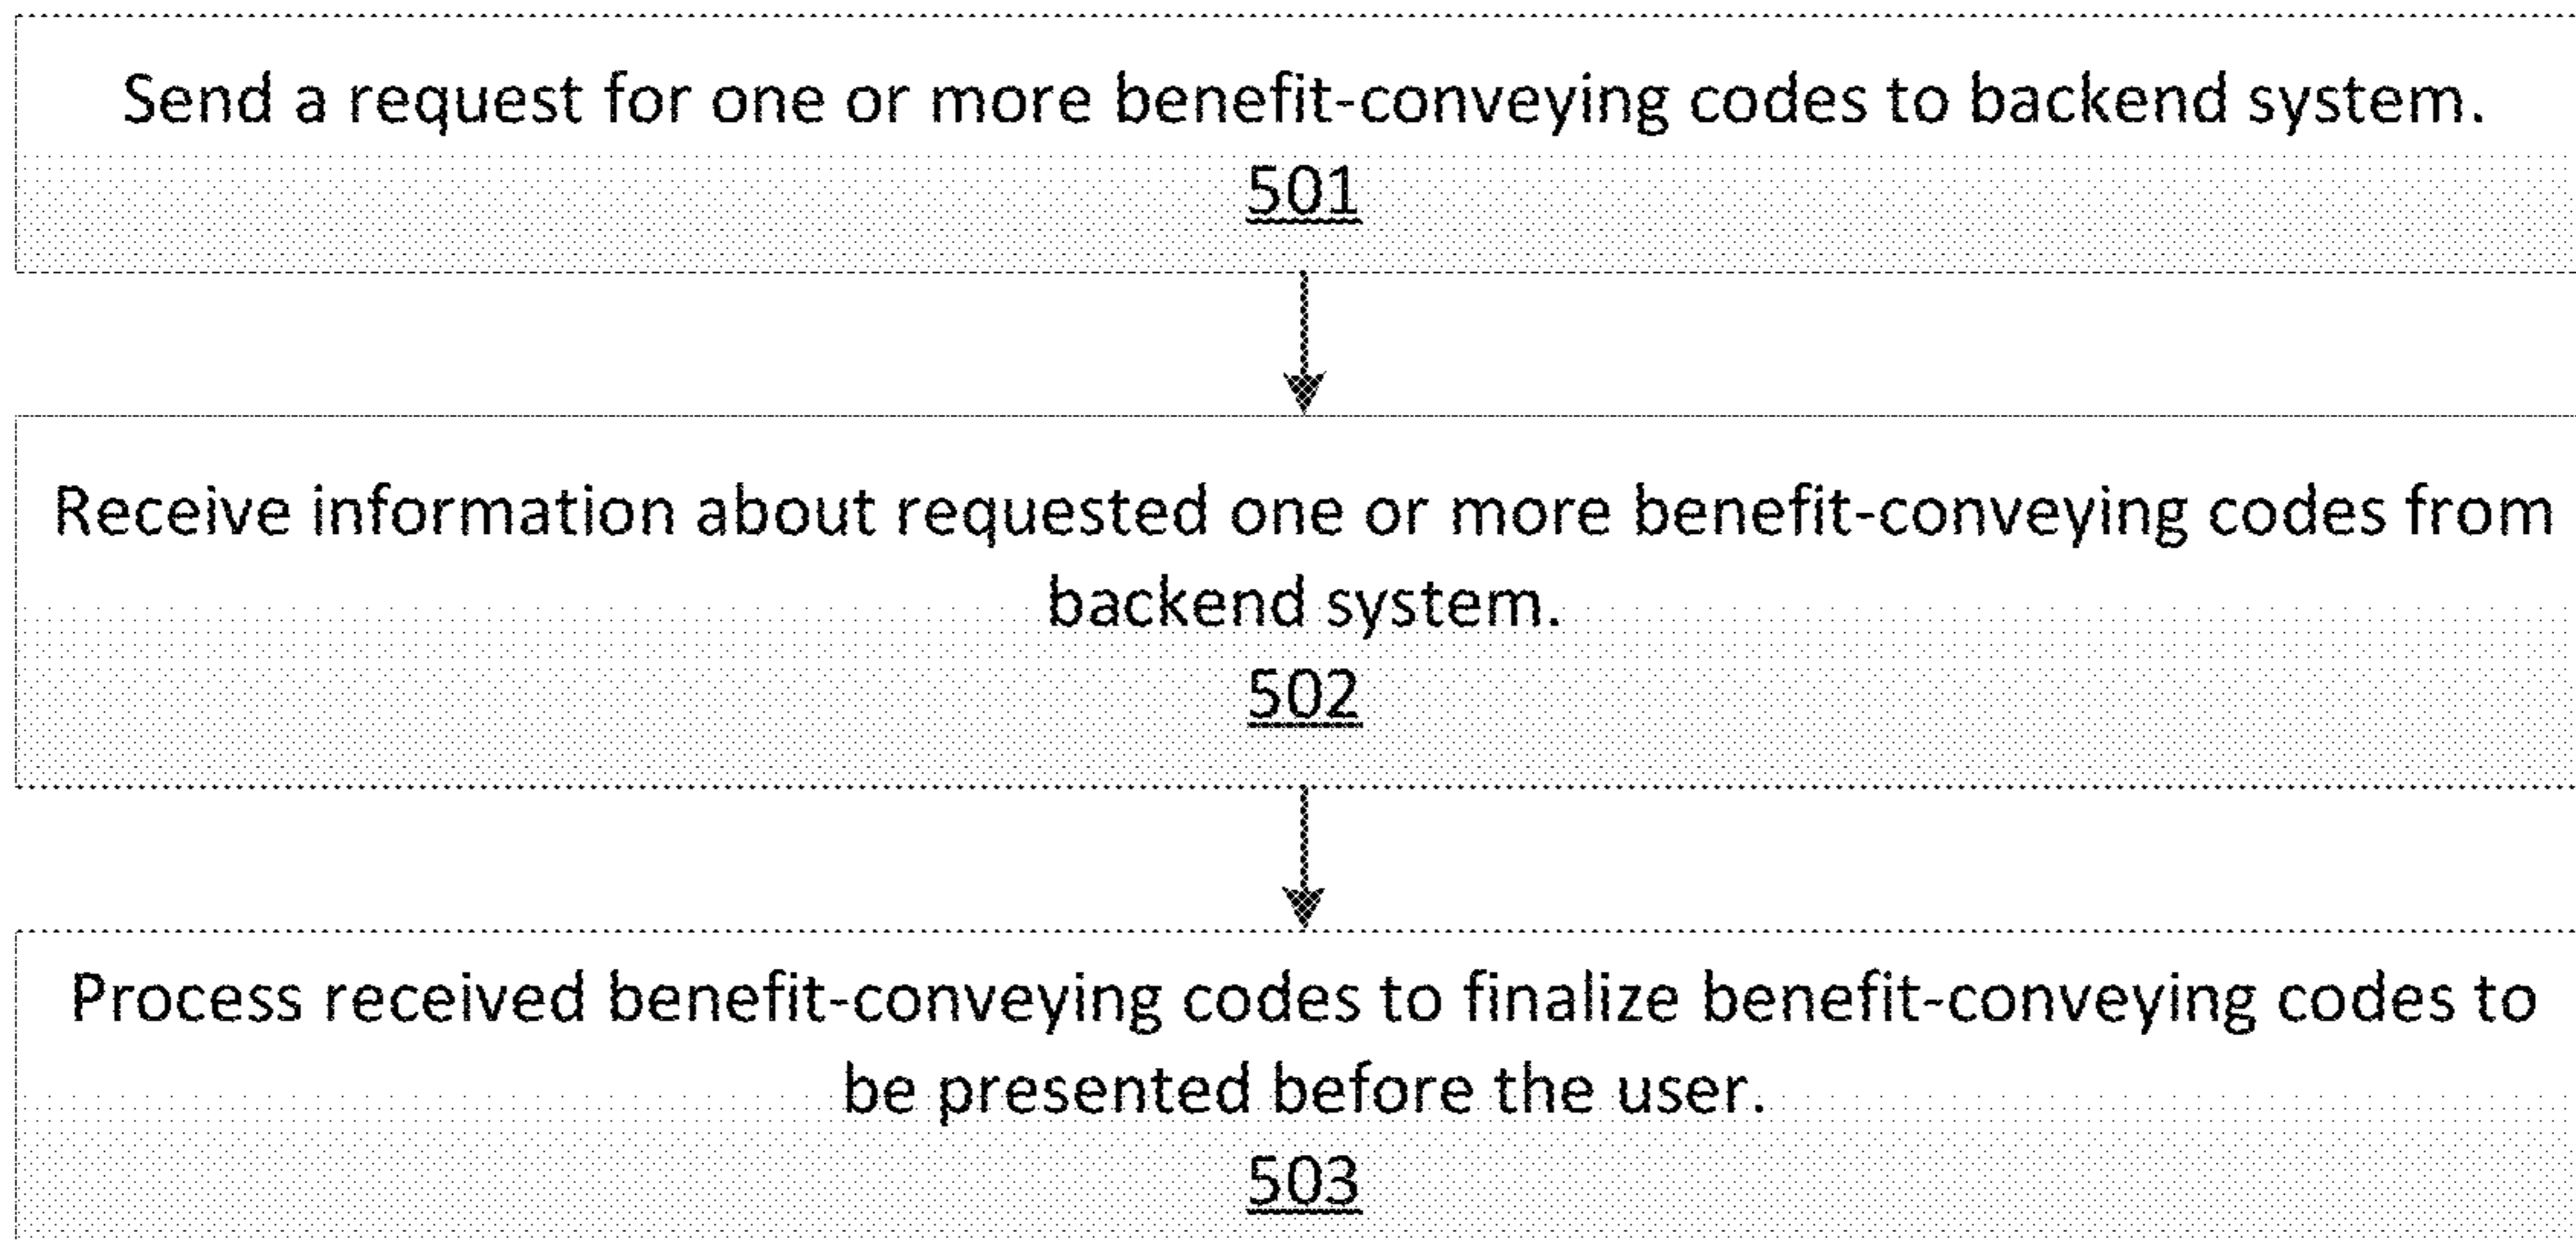 Send a request for one or more benefit-conveying codes to backend system.
501
Receive information about requested one or more benefit-conveying codes from
backend system.
502
Process received benefit-conveying codes to finalize benefit-conveying codes to
be presented before the user.
503